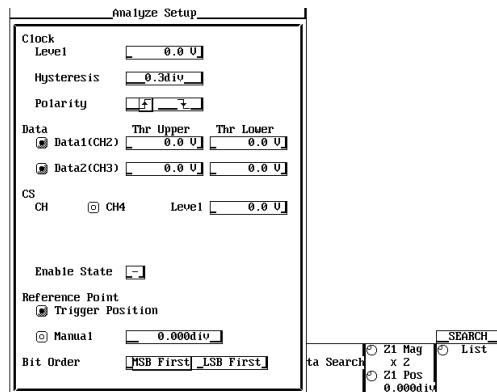 Analyze Setup
Clock
Level 0.0 V
Hysteresis 0.3div
Polarity
Data Thr Upper Thr Lower
Data1(CH2) 0.0 V 0.0 V
Data2(CH3) 0.0 V 0.0 V
CS
CH CH4 Level 0.0 V
Enable State -
Reference Point
Trigger Position
Manual 0.000div
Bit Order MSB First LSB First
ta Search
Z1 Mag
x 2
Z1 Pos
0.000div
SEARCH
List